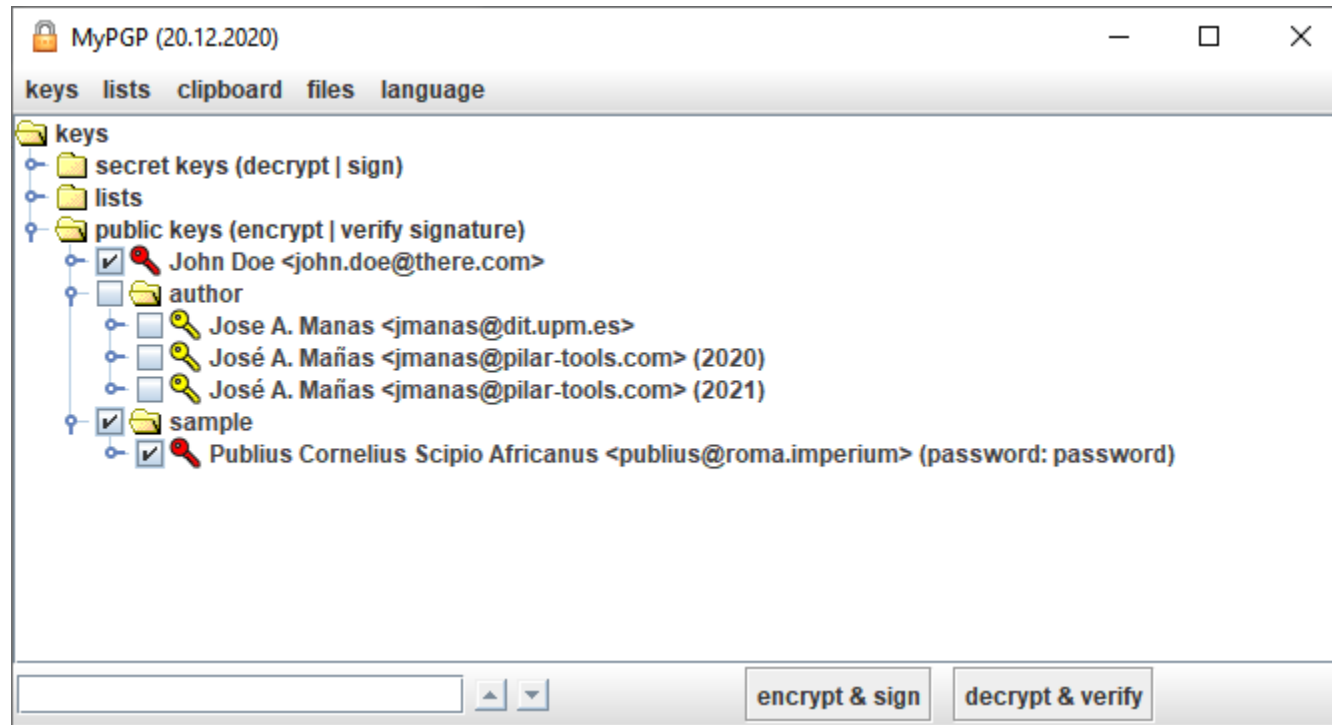 MyPGP (20.12.2020)
keys lists clipboard files language
keys
secret keys (decrypt | sign)
lists
public keys (encrypt | verify signature)
John Doe <john.doe@there.com>
author
Jose A. Manas <jmanas@dit.upm.es>
José A. Mañas <jmanas@pilar-tools.com> (2020)
José A. Mañas <jmanas@pilar-tools.com> (2021)
sample
Publius Cornelius Scipio Africanus <publius@roma.imperium> (password: password)
encrypt & sign decrypt & verify